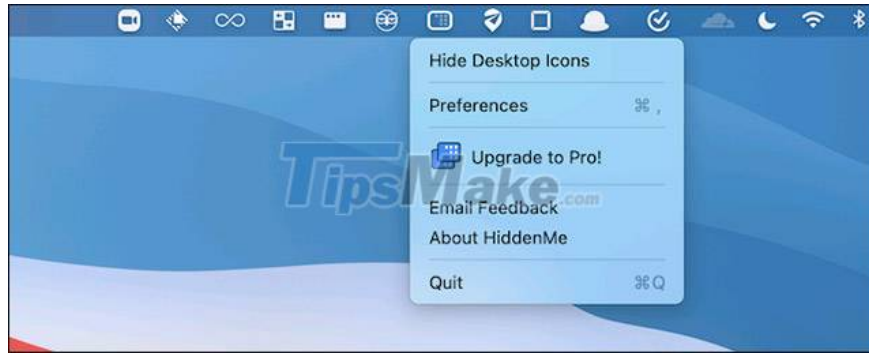 Hide Desktop Icons
Preferences ⌘ ,
Upgrade to Pro!
TipsMake.com
Email Feedback
About HiddenMe
Quit ⌘Q